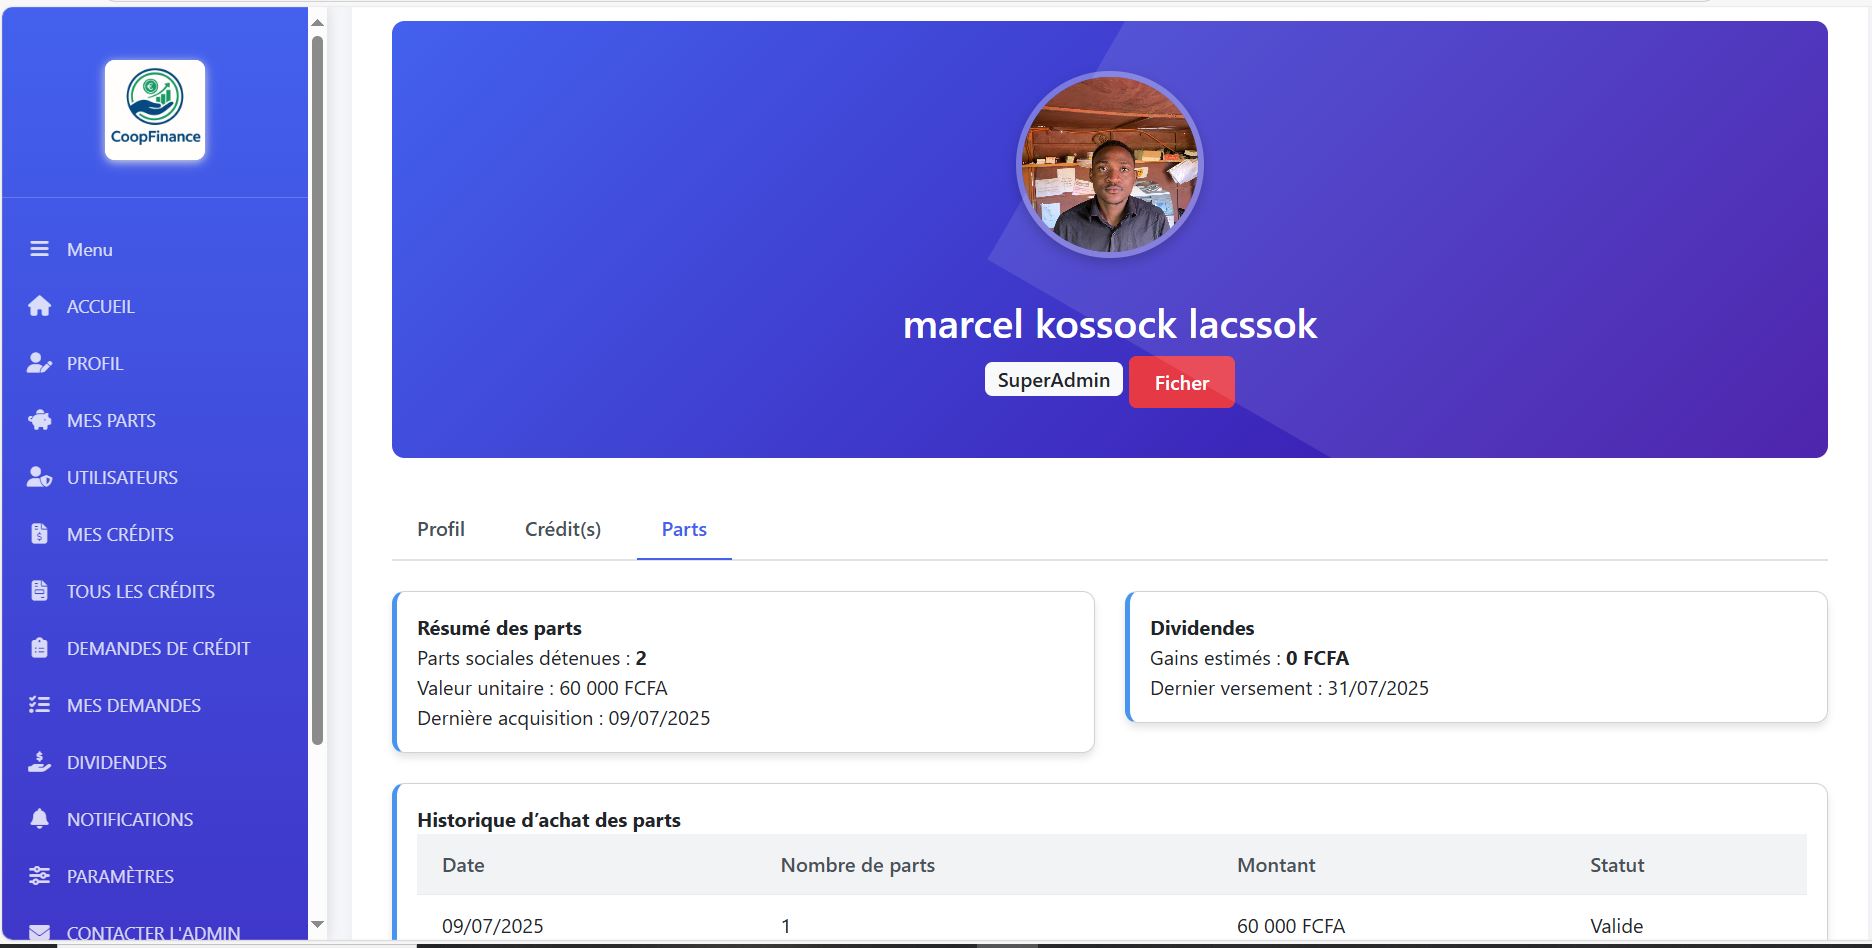 CoopFinance
Menu
ACCUEIL
PROFIL
MES PARTS
UTILISATEURS
MES CRÉDITS
TOUS LES CRÉDITS
DEMANDES DE CRÉDIT
MES DEMANDES
DIVIDENDES
NOTIFICATIONS
PARAMÈTRES
CONTACTER L'ADMIN
marcel kossock lacssok
SuperAdmin Ficher
Profil Crédit(s) Parts
Résumé des parts
Parts sociales détenues : 2
Valeur unitaire : 60 000 FCFA
Dernière acquisition : 09/07/2025
Dividendes
Gains estimés : 0 FCFA
Dernier versement : 31/07/2025
Historique d’achat des parts
Date Nombre de parts Montant Statut
09/07/2025 1 60 000 FCFA Valide